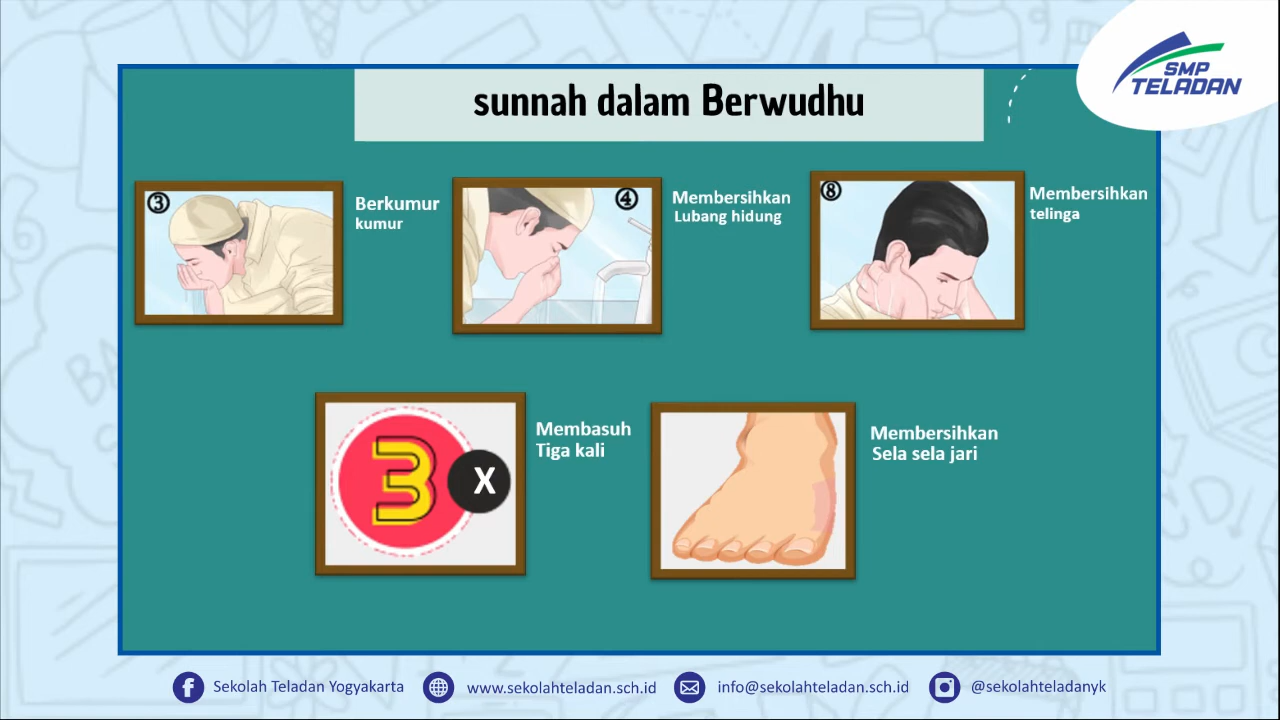 SMP
TELADAN
sunnah dalam Berwudhu
3
Berkumur
kumur
4
Membersihkan
Lubang hidung
8
Membersihkan
telinga
3
X
Membasuh
Tiga kali
Membersihkan
Sela sela jari
f
Sekolah Teladan Yogyakarta
www.sekolahteladan.sch.id
info@sekolahteladan.sch.id
@sekolahteladanyk